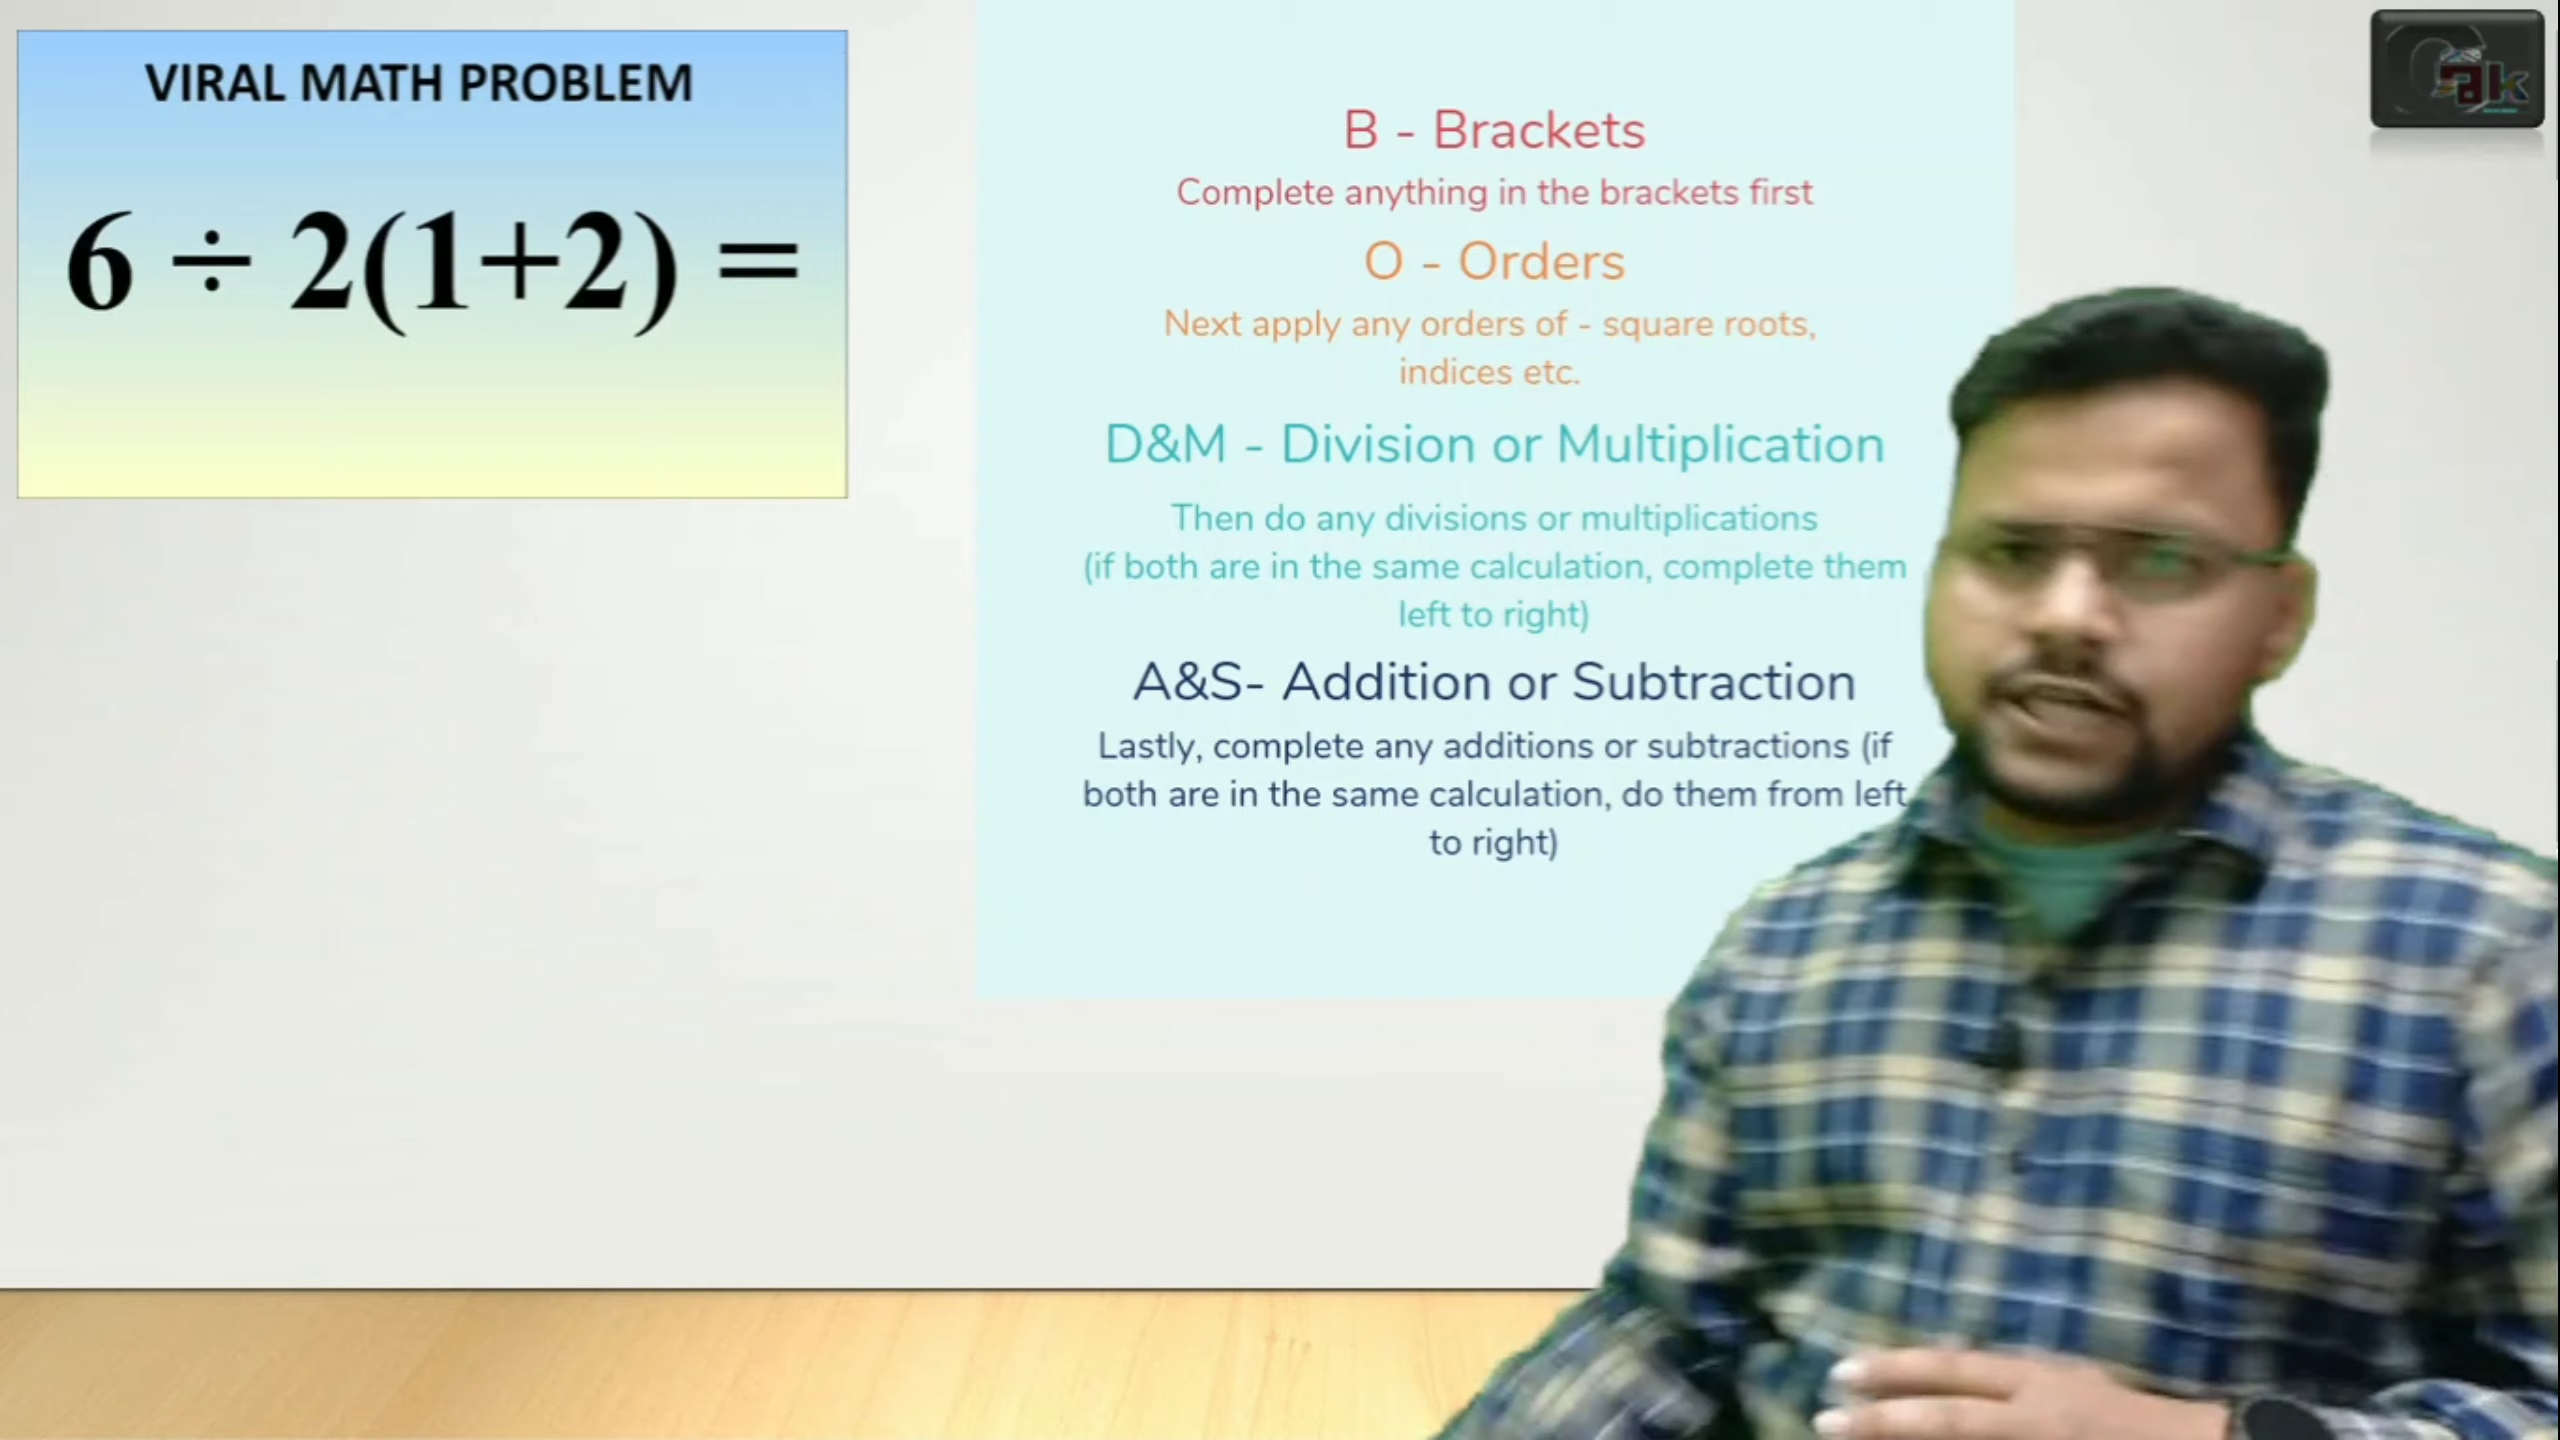 VIRAL MATH PROBLEM
6 ÷ 2(1+2) =
B - Brackets
Complete anything in the brackets first
O - Orders
Next apply any orders of - square roots,
indices etc.
D&M - Division or Multiplication
Then do any divisions or multiplications
(if both are in the same calculation, complete them
left to right)
A&S- Addition or Subtraction
Lastly, complete any additions or subtractions (if
both are in the same calculation, do them from left
to right)